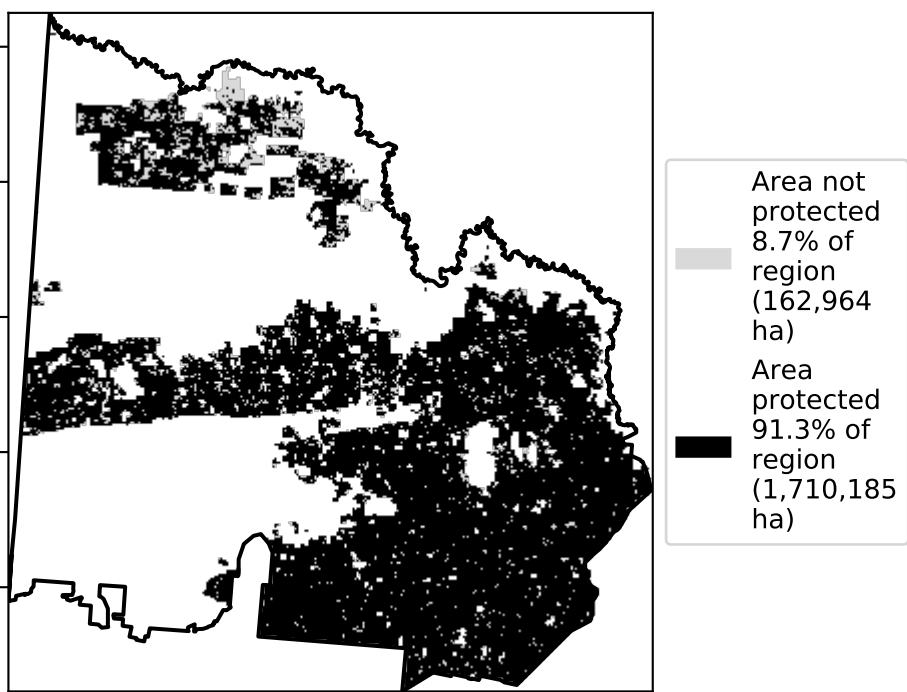 Area not
protected
8.7% of
region
(162,964
ha)
Area
protected
91.3% of
region
(1,710,185
ha)